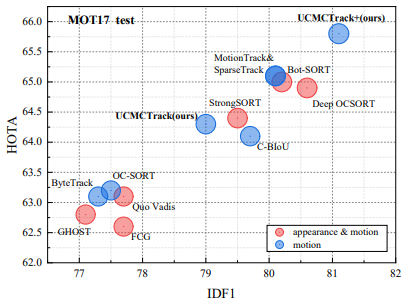 MOT17 test
UCMCTrack+(ours)
MotionTrack&
SparseTrack
Bot-SORT
Deep OCSORT
StrongSORT
UCMCTrack(ours)
C-BIoU
ByteTrack
OC-SORT
Quo Vadis
GHOST
FCG
appearance & motion
motion
HOTA
66.0
65.5
65.0
64.5
64.0
63.5
63.0
62.5
62.0
77 78 79 80 81 82
IDF1